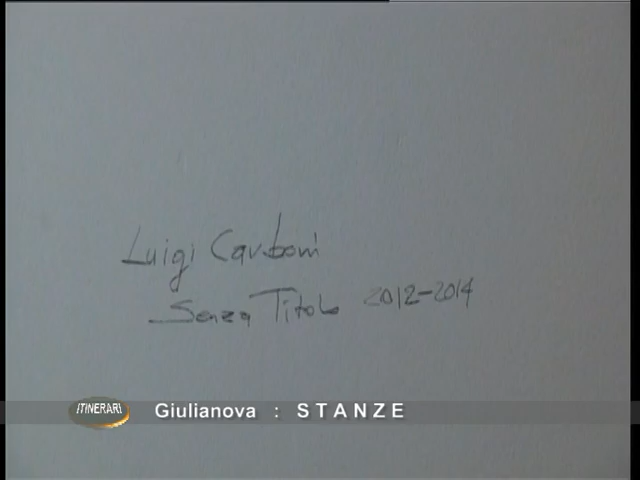 Luigi Carboni
Senza Titolo 2012-2014
ITINERARI
Giulianova : STANZE